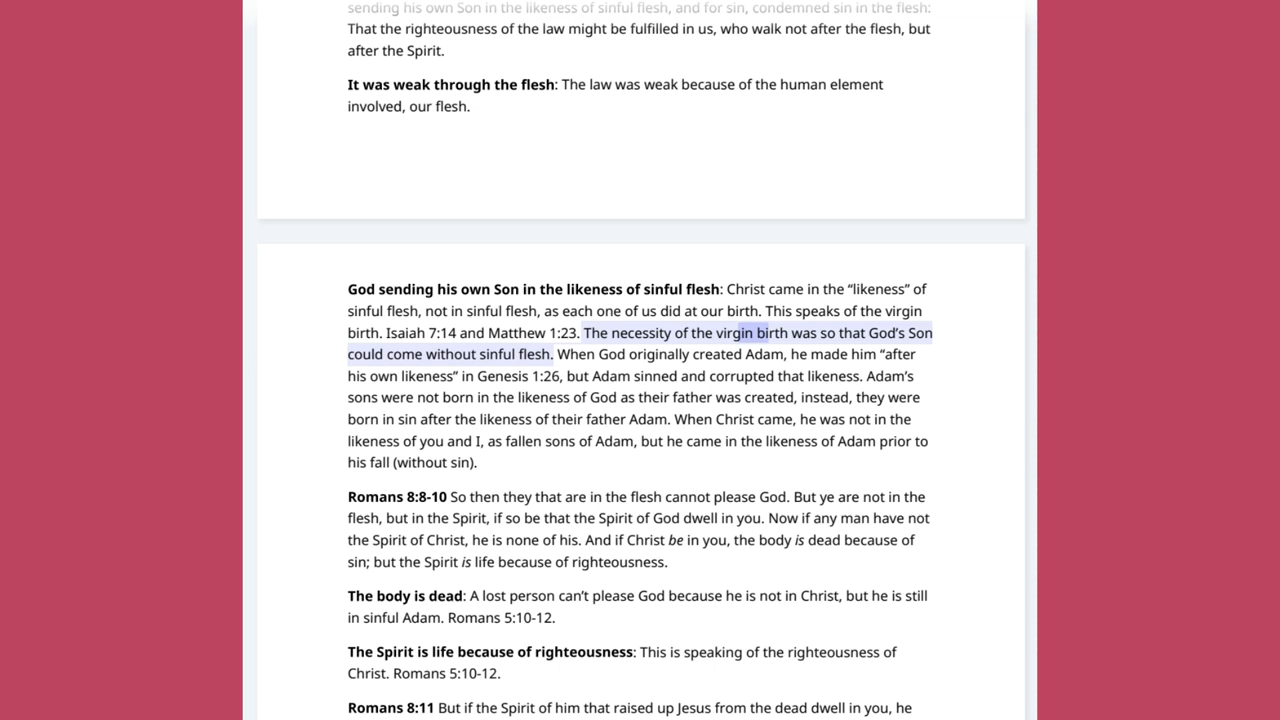 sending his own Son in the likeness of sinful flesh, and for sin, condemned sin in the flesh:
That the righteousness of the law might be fulfilled in us, who walk not after the flesh, but
after the Spirit.
It was weak through the flesh: The law was weak because of the human element
involved, our flesh.
God sending his own Son in the likeness of sinful flesh: Christ came in the “likeness” of
sinful flesh, not in sinful flesh, as each one of us did at our birth. This speaks of the virgin
birth. Isaiah 7:14 and Matthew 1:23. The necessity of the virgin birth was so that God’s Son
could come without sinful flesh. When God originally created Adam, he made him “after
his own likeness” in Genesis 1:26, but Adam sinned and corrupted that likeness. Adam’s
sons were not born in the likeness of God as their father was created, instead, they were
born in sin after the likeness of their father Adam. When Christ came, he was not in the
likeness of you and I, as fallen sons of Adam, but he came in the likeness of Adam prior to
his fall (without sin).
Romans 8:8-10 So then they that are in the flesh cannot please God. But ye are not in the
flesh, but in the Spirit, if so be that the Spirit of God dwell in you. Now if any man have not
the Spirit of Christ, he is none of his. And if Christ be in you, the body is dead because of
sin; but the Spirit is life because of righteousness.
The body is dead: A lost person can’t please God because he is not in Christ, but he is still
in sinful Adam. Romans 5:10-12.
The Spirit is life because of righteousness: This is speaking of the righteousness of
Christ. Romans 5:10-12.
Romans 8:11 But if the Spirit of him that raised up Jesus from the dead dwell in you, he